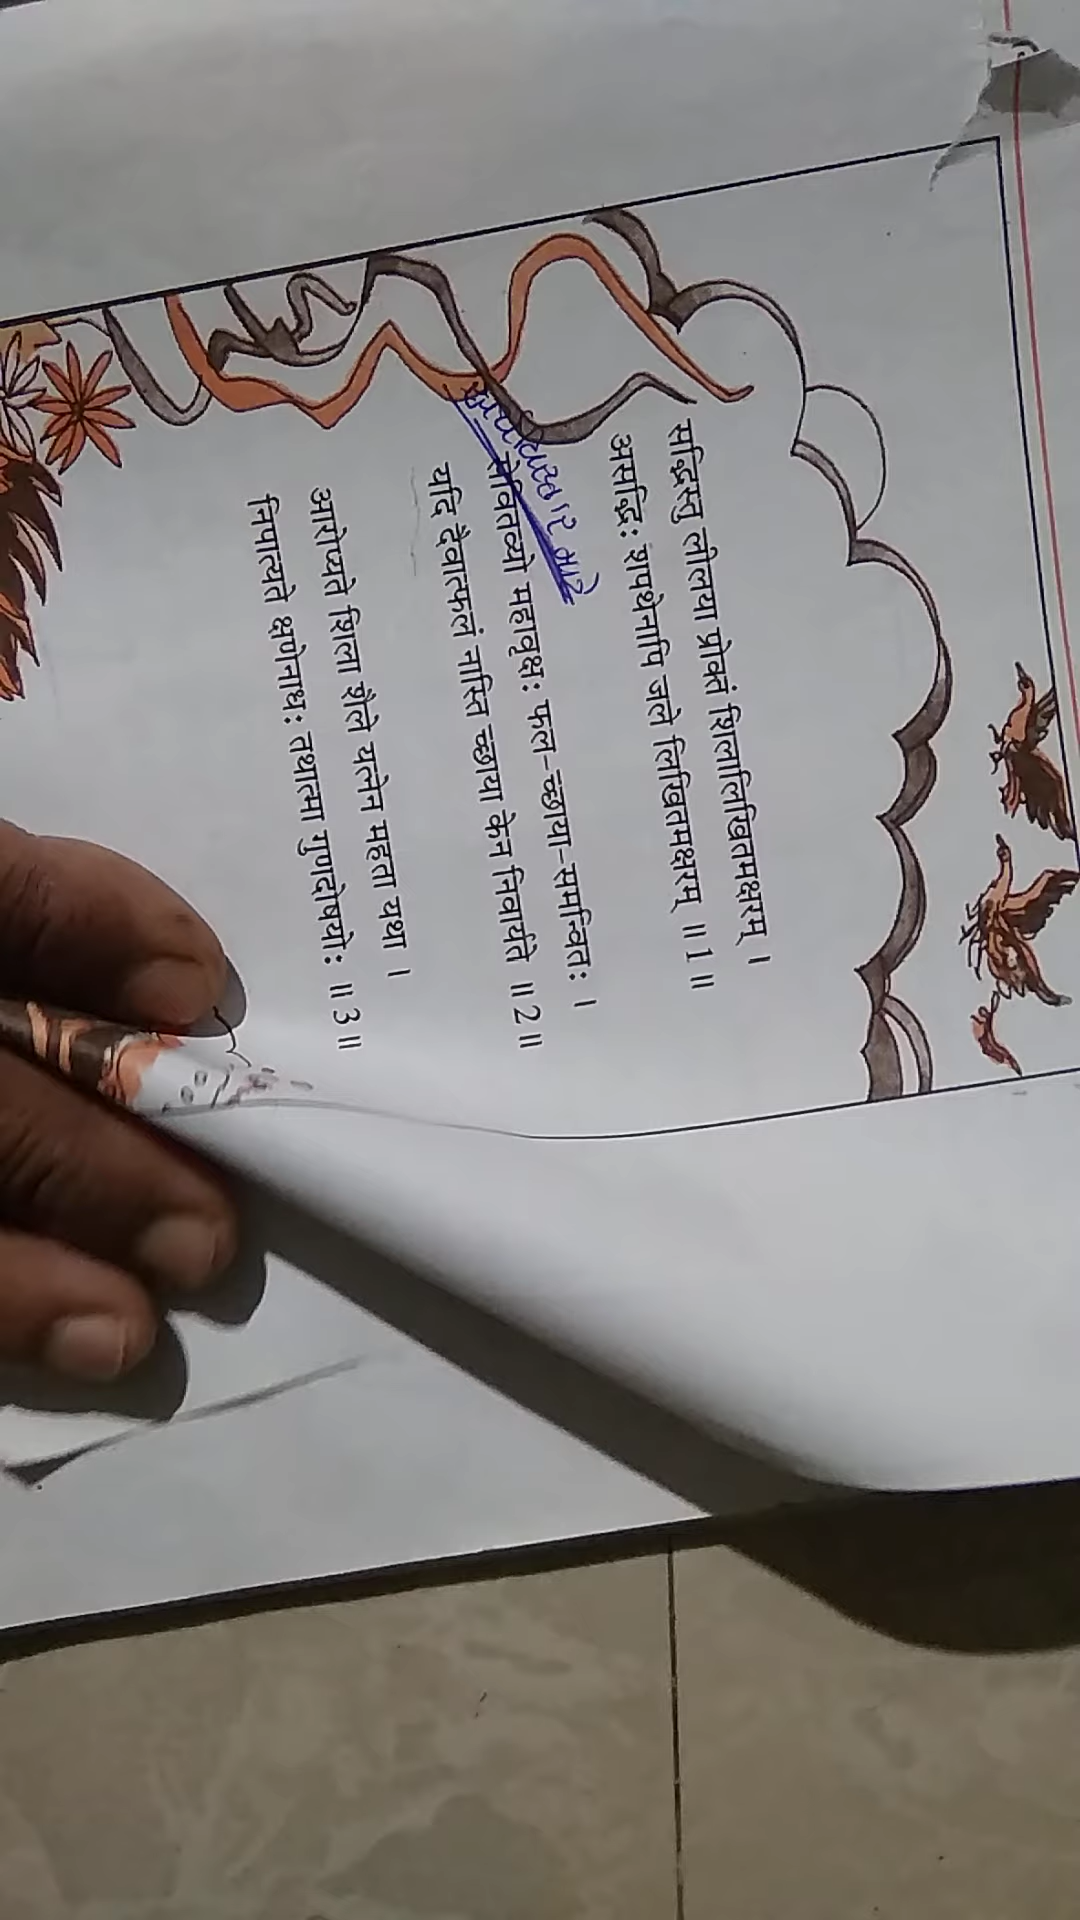 सद्भिस्तु लीलया प्रोक्तं शिलालिखितमक्षरम् ।
असद्भिः शपथेनापि जले लिखितमक्षरम् ॥ 1 ॥
सेवितव्यो महावृक्षः फल-च्छाया-समन्वितः ।
यदि दैवात्फलं नास्ति च्छाया केन निवार्यते ॥ 2 ॥
आरोप्यते शिला शैले यत्नेन महता यथा ।
निपात्यते क्षणेनाधः तथात्मा गुणदोषयोः ॥ 3 ॥